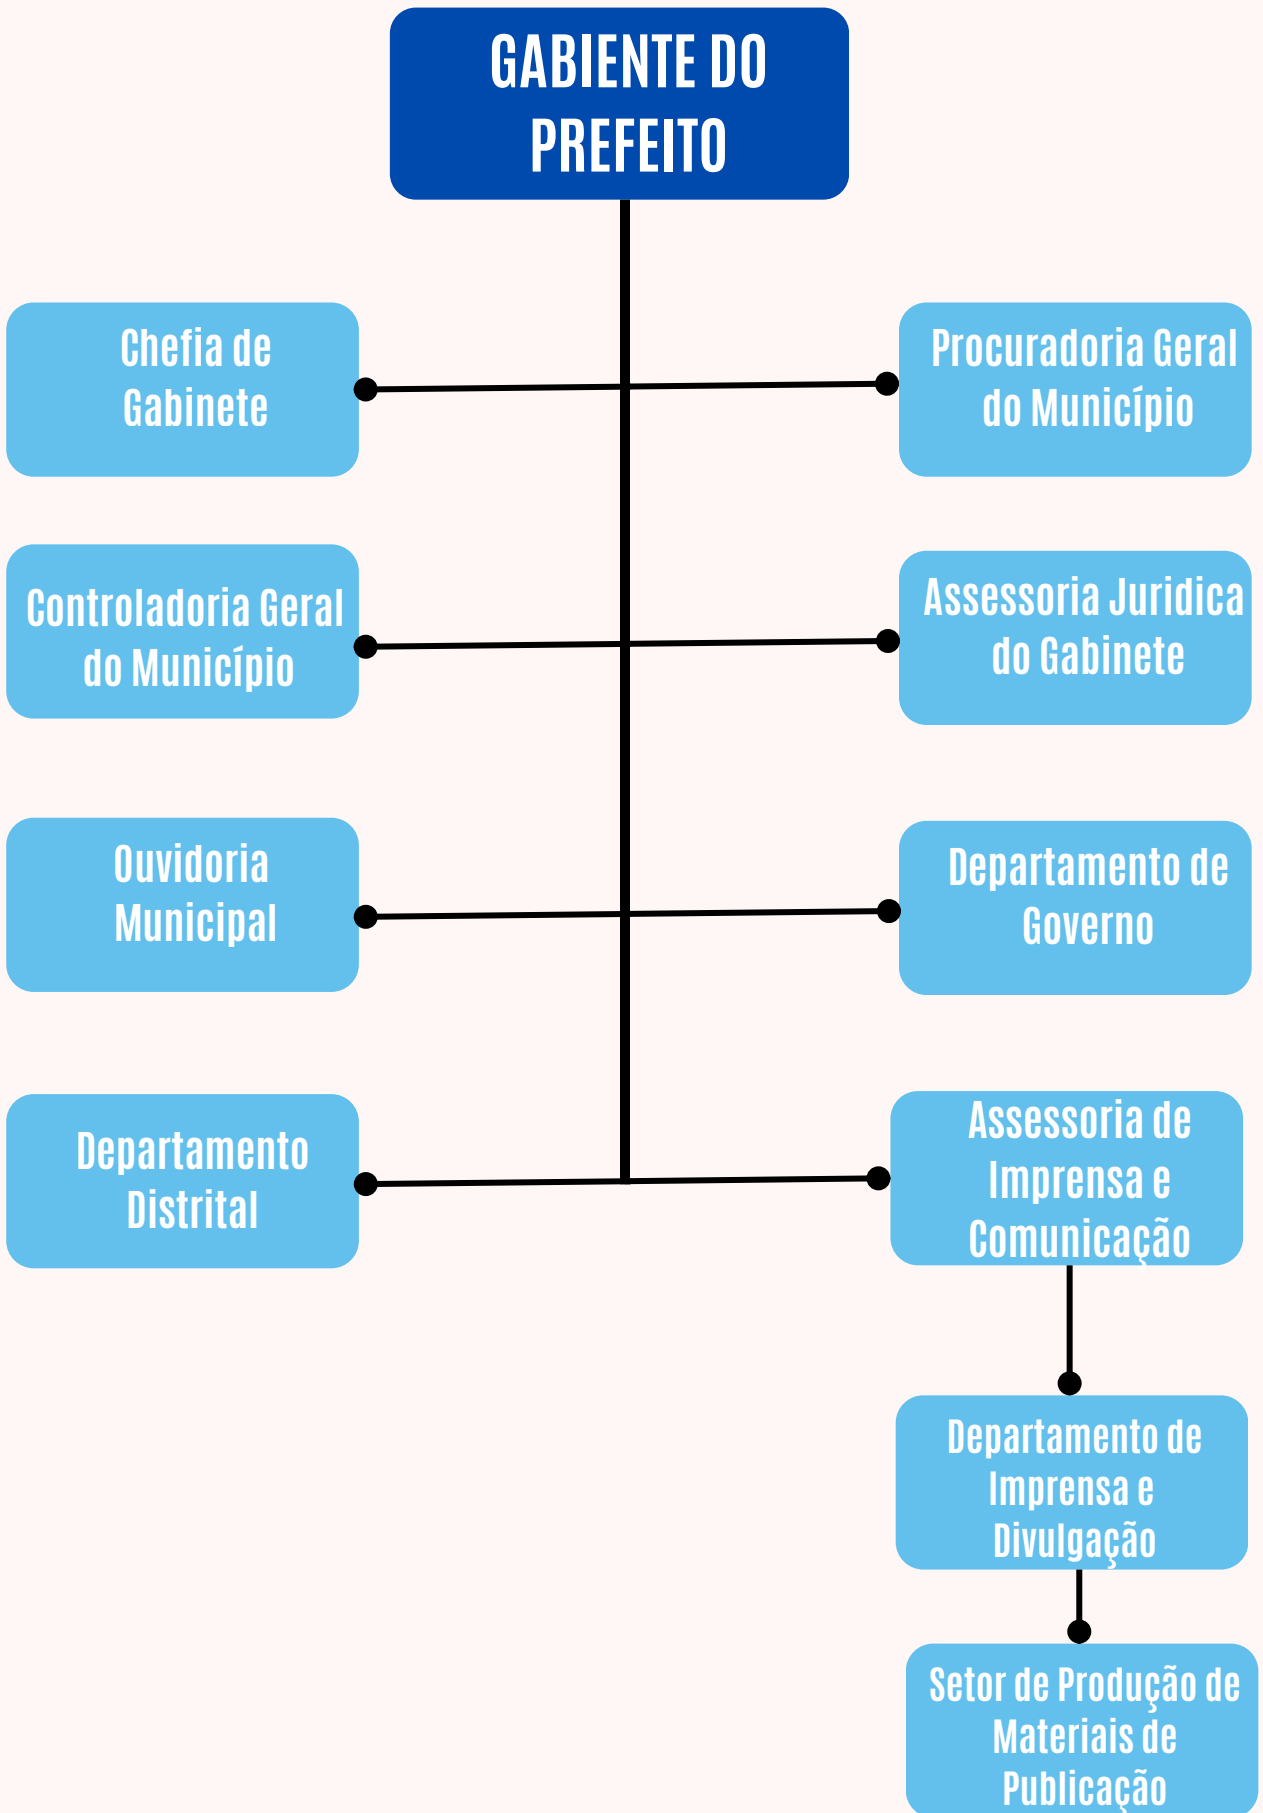 GABIENTE DO
PREFEITO
Chefia de
Gabinete
Procuradoria Geral
do Município
Controladoria Geral
do Município
Assessoria Juridica
do Gabinete
Ouvidoria
Municipal
Departamento de
Governo
Departamento
Distrital
Assessoria de
Imprensa e
Comunicação
Departamento de
Imprensa e
Divulgação
Setor de Produção de
Materiais de
Publicação